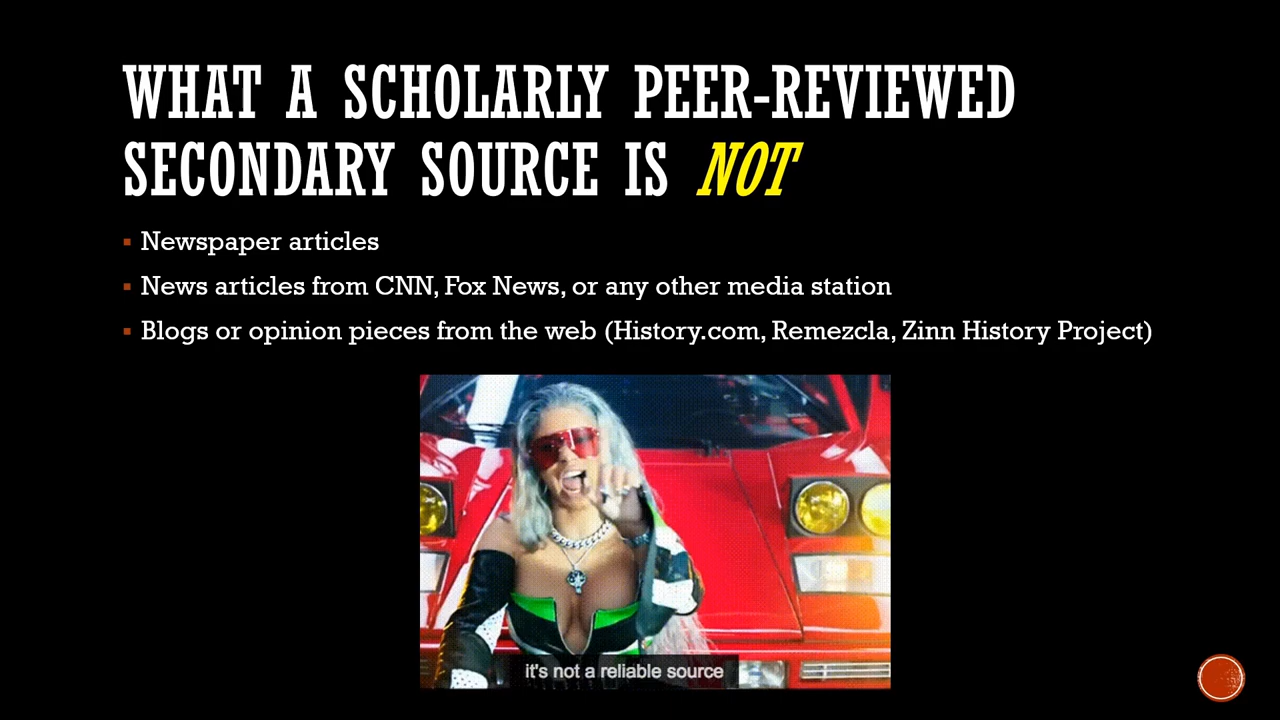 WHAT A SCHOLARLY PEER-REVIEWED
SECONDARY SOURCE IS NOT
Newspaper articles
News articles from CNN, Fox News, or any other media station
Blogs or opinion pieces from the web (History.com, Remezcla, Zinn History Project)
it's not a reliable source